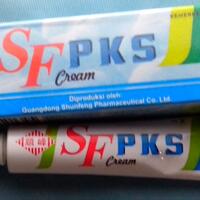 SF PKS
Cream
Diproduksi oleh:
Guangdong Shunfeng Pharmaceutical Co. Ltd.
SF PKS
Cream